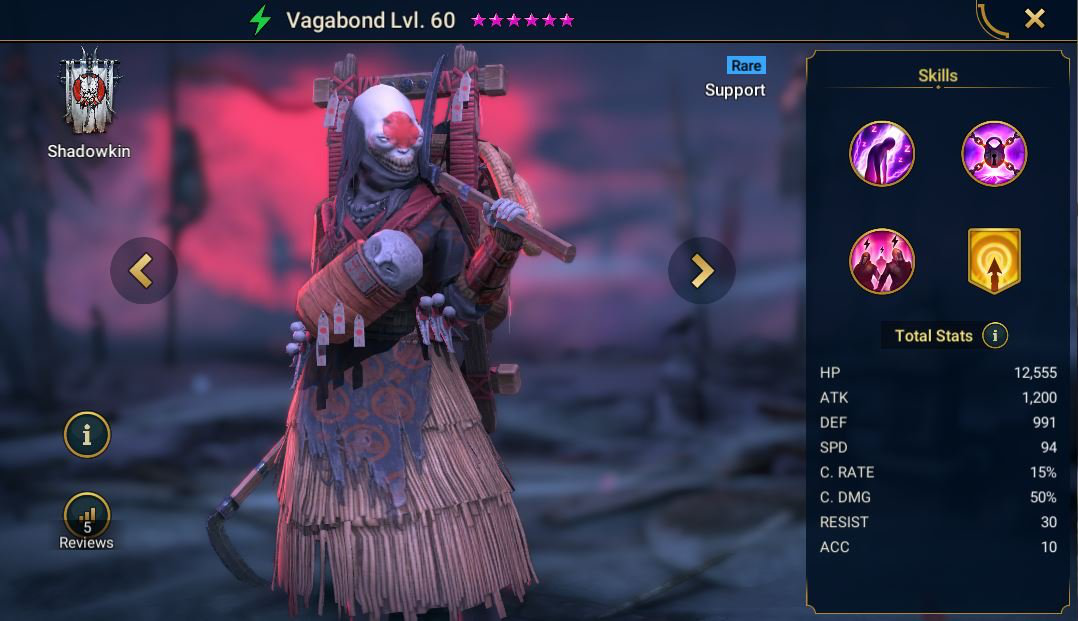 Vagabond Lvl. 60
Shadowkin
Rare
Support
Skills
Total Stats
HP 12,555
ATK 1,200
DEF 991
SPD 94
C. RATE 15%
C. DMG 50%
RESIST 30
ACC 10
5
Reviews